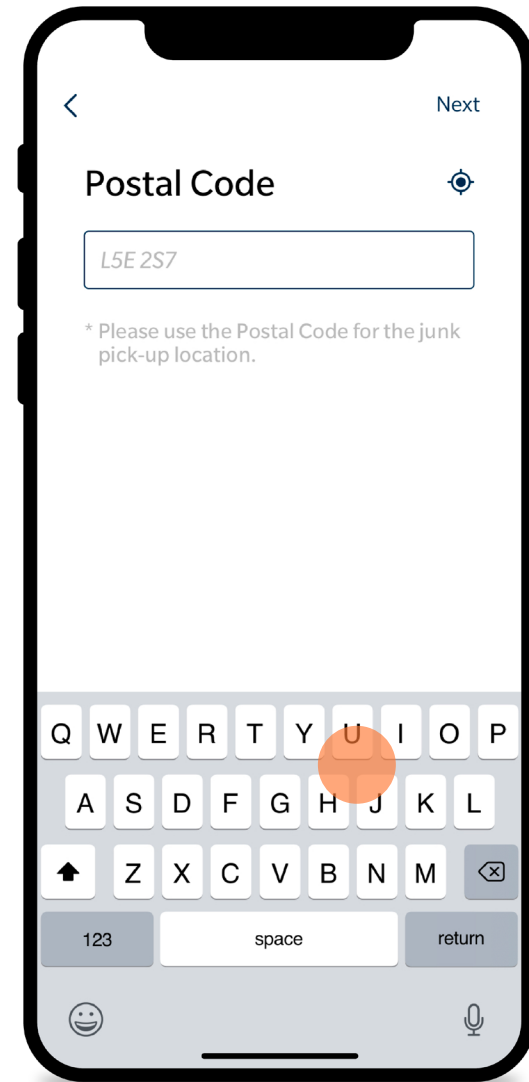 Next
Postal Code
L5E 2S7
* Please use the Postal Code for the junk
pick-up location.
Q W E R T Y U I O P
A S D F G H J K L
Z X C V B N M
123 space return